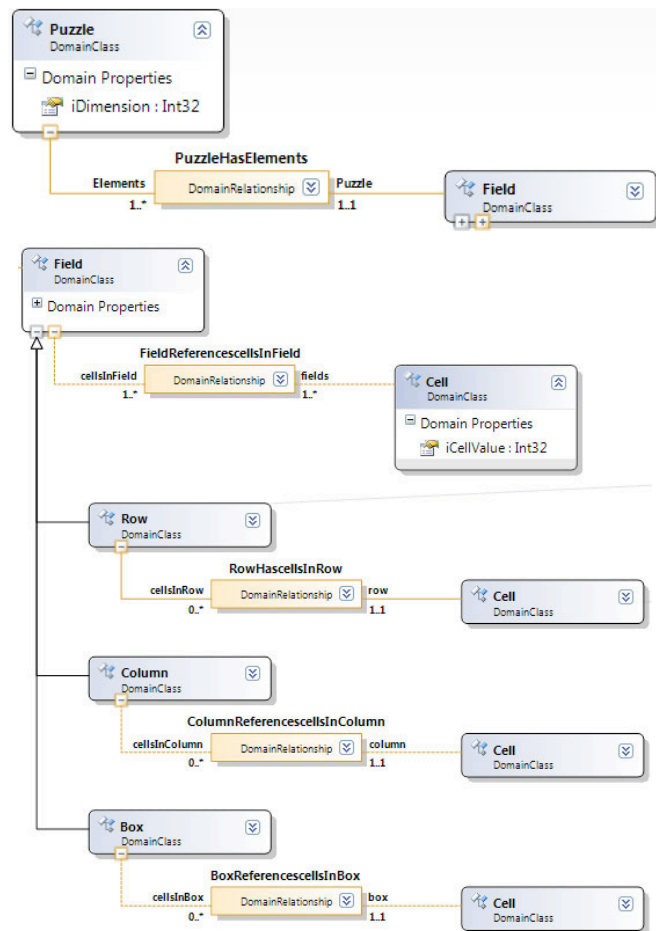 Puzzle
DomainClass
Domain Properties
iDimension : Int32
PuzzleHasElements
Elements
DomainRelationship
Puzzle
1..*
1..1
Field
DomainClass
Field
DomainClass
Domain Properties
FieldReferencescellsInField
cellsInField
DomainRelationship
fields
1..*
1..*
Cell
DomainClass
Domain Properties
iCellValue : Int32
Row
DomainClass
RowHascellsInRow
cellsInRow
DomainRelationship
row
0..*
1..1
Cell
DomainClass
Column
DomainClass
ColumnReferencescellsInColumn
cellsInColumn
DomainRelationship
column
0..*
1..1
Cell
DomainClass
Box
DomainClass
BoxReferencescellsInBox
cellsInBox
DomainRelationship
box
0..*
1..1
Cell
DomainClass